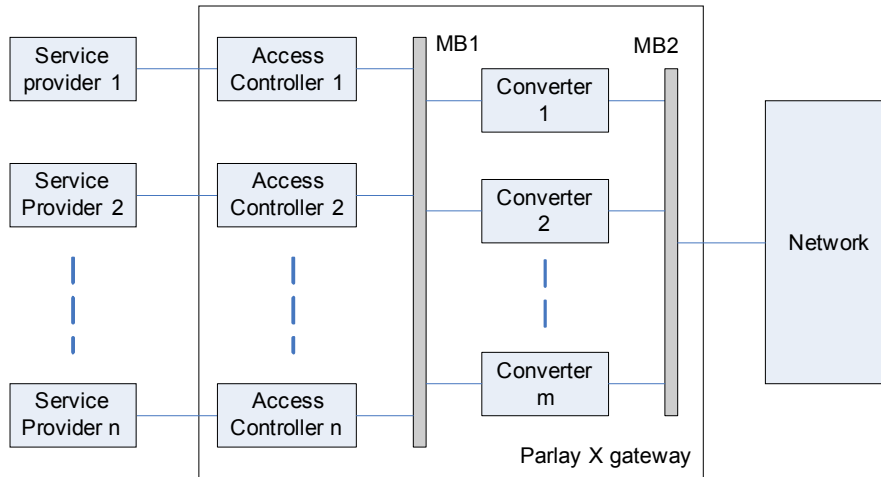 Service
provider 1
Access
Controller 1
MB1
MB2
Converter
1
Service
Provider 2
Access
Controller 2
Converter
2
Network
Service
Provider n
Access
Controller n
Converter
m
Parlay X gateway